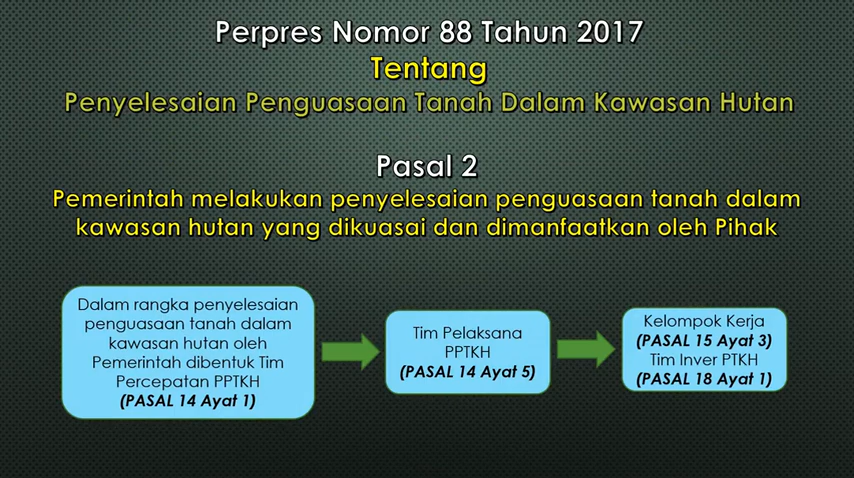 Perpres Nomor 88 Tahun 2017
Tentang
Penyelesaian Penguasaan Tanah Dalam Kawasan Hutan
Pasal 2
Pemerintah melakukan penyelesaian penguasaan tanah dalam
kawasan hutan yang dikuasai dan dimanfaatkan oleh Pihak
Dalam rangka penyelesaian
penguasaan tanah dalam
kawasan hutan oleh
Pemerintah dibentuk Tim
Percepatan PPTKH
(PASAL 14 Ayat 1)
Tim Pelaksana
PPTKH
(PASAL 14 Ayat 5)
Kelompok Kerja
(PASAL 15 Ayat 3)
Tim Inver PTKH
(PASAL 18 Ayat 1)